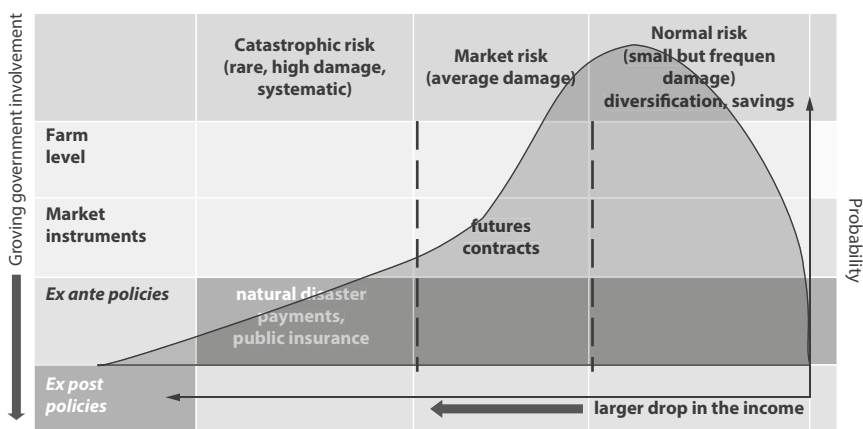 Groving government involvement
Catastrophic risk
(rare, high damage,
systematic)
Market risk
(average damage)
Normal risk
(small but frequen
damage)
diversification, savings
Farm
level
Market
instruments
futures
contracts
Ex ante policies
natural disaster
payments,
public insurance
Ex post
policies
larger drop in the income
Probability